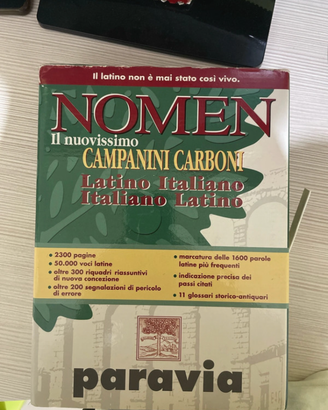 Il latino non è mai stato così vivo.
NOMEN
Il nuovissimo
CAMPANINI CARBONI
Latino Italiano
Italiano Latino
• 2300 pagine
• 50.000 voci latine
• oltre 300 riquadri riassuntivi
di nuova concezione
• oltre 200 segnalazioni di pericolo
di errore
• marcatura delle 1600 parole
latine più frequenti
• indicazione precisa dei
passi citati
• 11 glossari storico-antiquari
paravia